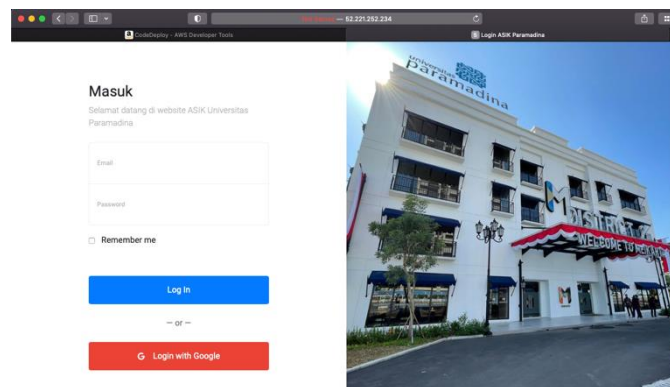 Not Secure — 52.221.252.234
CodeDeploy - AWS Developer Tools
Login ASIK Paramadina
Masuk
Selamat datang di website ASIK Universitas
Paramadina
Email
Password
Remember me
Log In
— or —
G Login with Google
universitas
Paramadina
M
DISTRICT
WELCOME TO